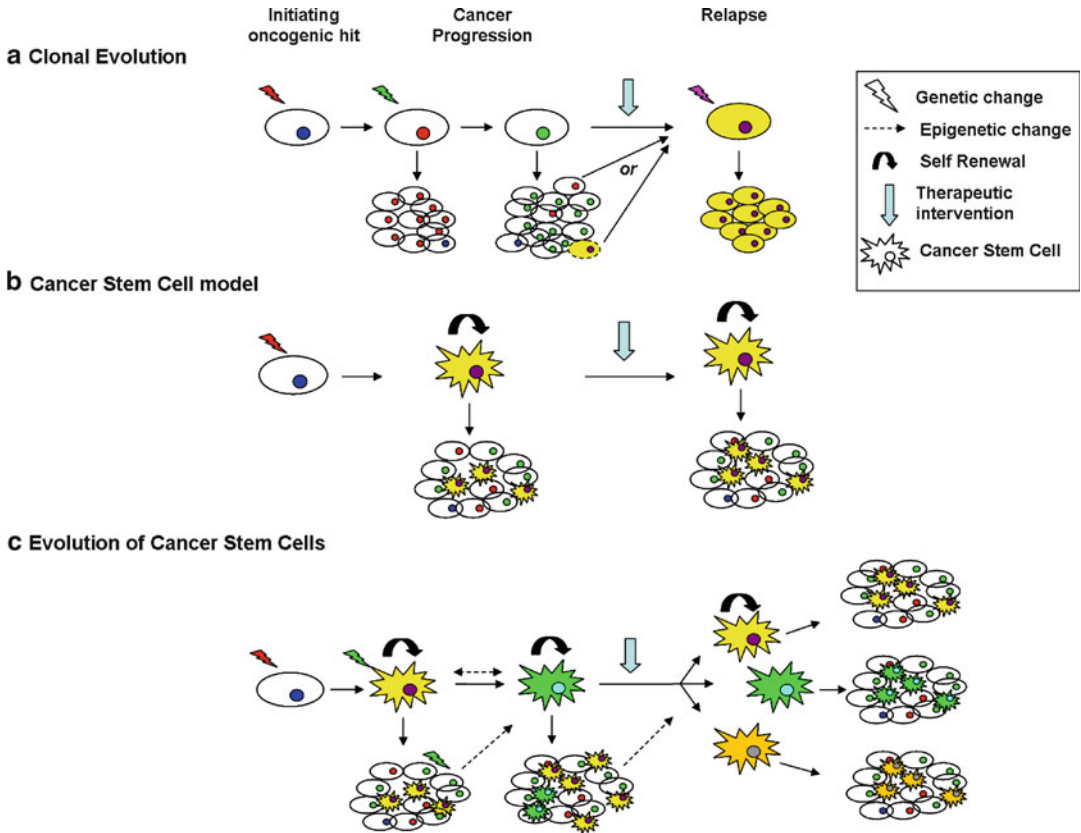 Initiating
oncogenic hit
Cancer
Progression
Relapse
a Clonal Evolution
or
Genetic change
Epigenetic change
Self Renewal
Therapeutic
intervention
Cancer Stem Cell
b Cancer Stem Cell model
c Evolution of Cancer Stem Cells